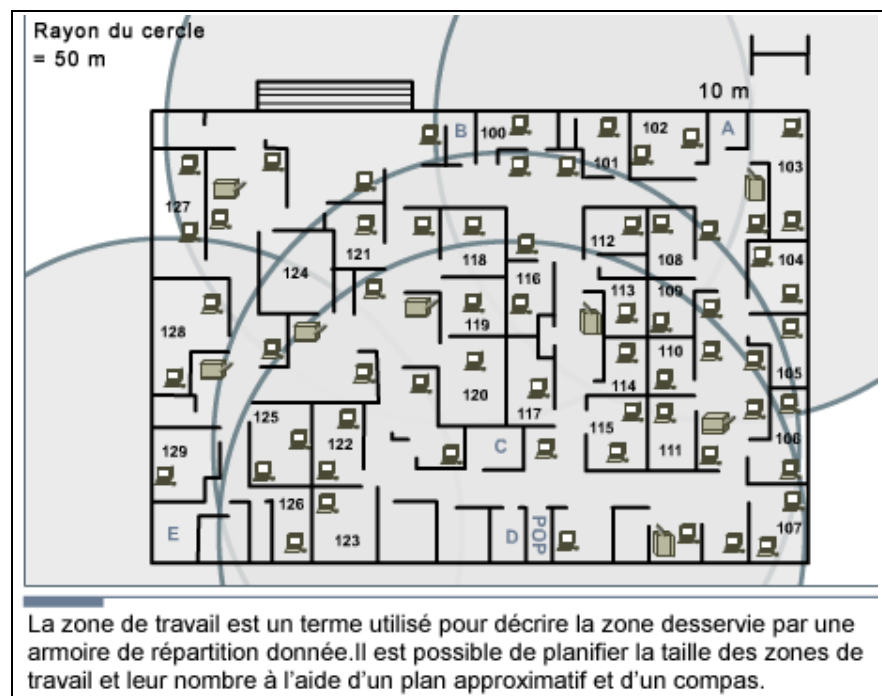 Rayon du cercle
= 50 m
10 m
B
100
101
102
A
103
127
124
121
118
116
112
108
104
128
119
113
109
105
120
117
114
110
125
122
115
111
106
129
C
E
126
123
D
POP
107
La zone de travail est un terme utilisé pour décrire la zone desservie par une
armoire de répartition donnée.Il est possible de planifier la taille des zones de
travail et leur nombre à l'aide d'un plan approximatif et d'un compas.